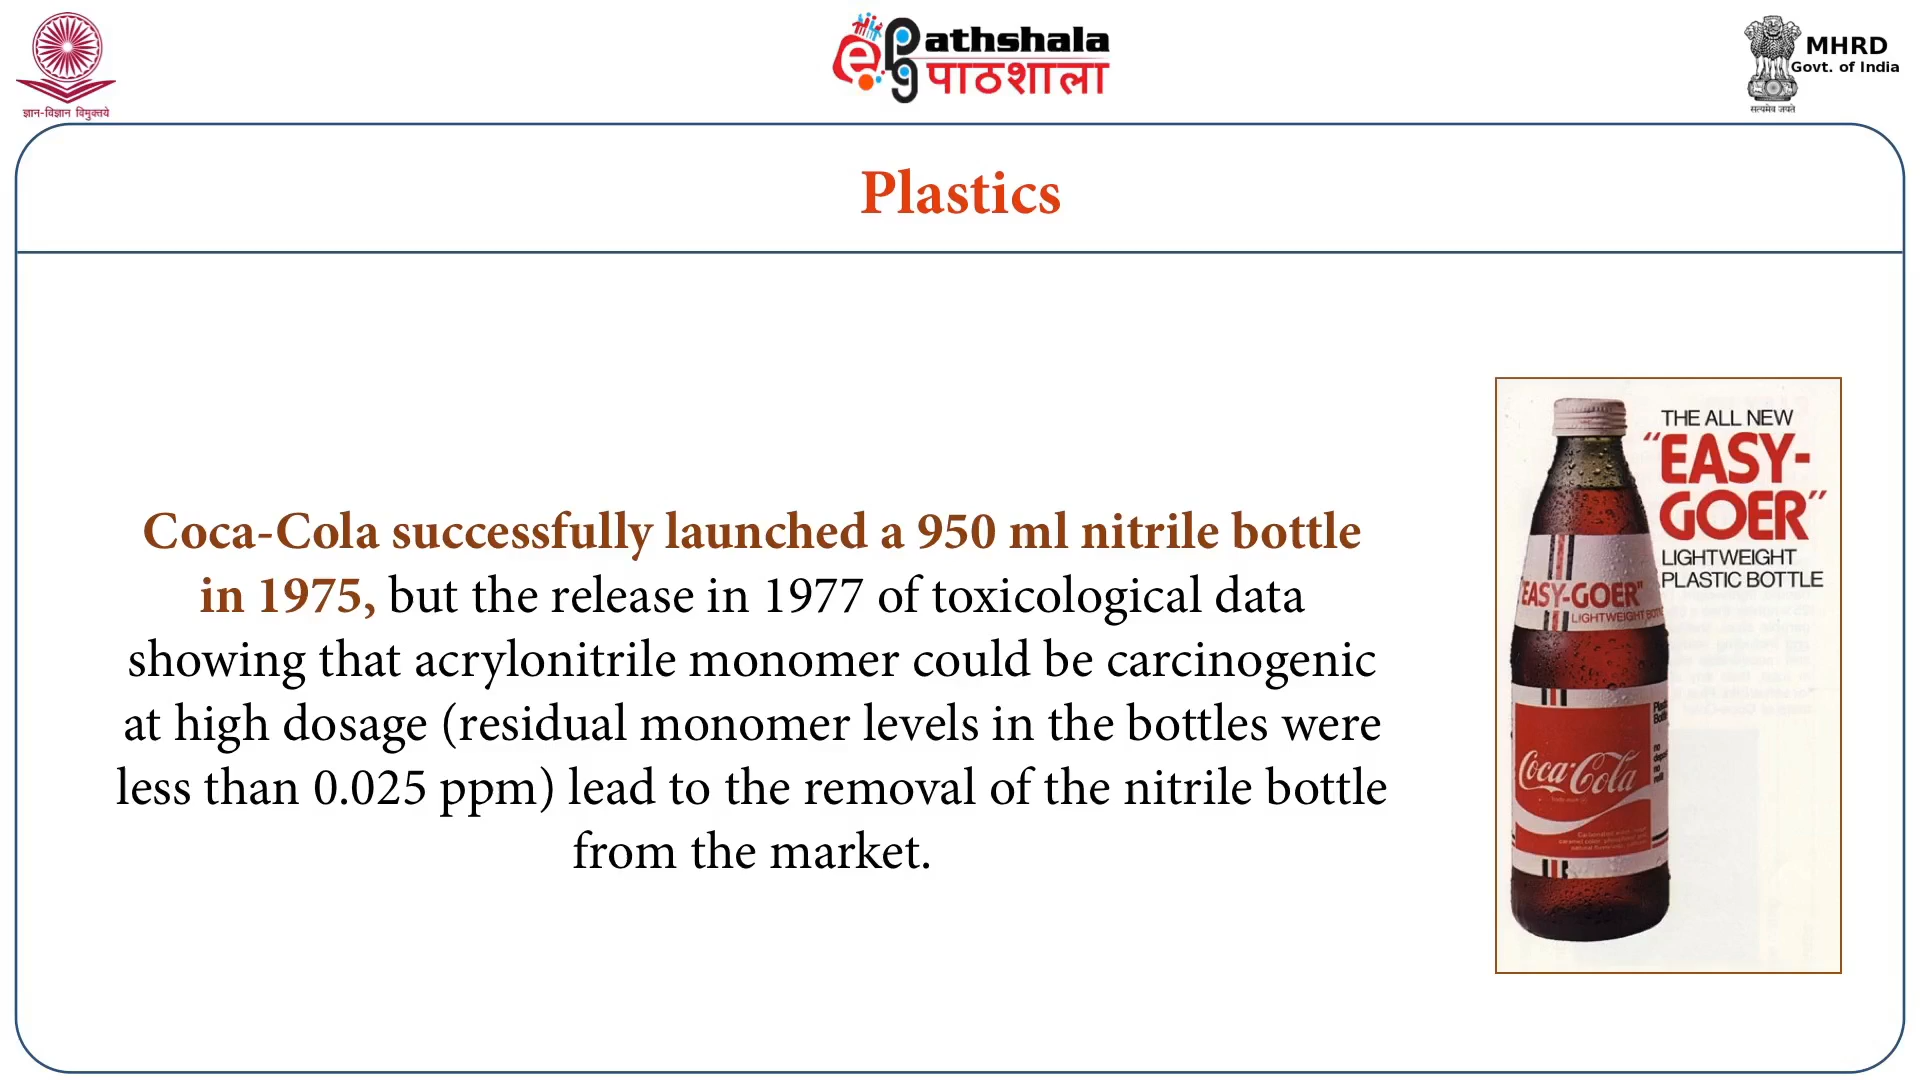 ज्ञान-विज्ञान विमुक्तये
ePathshala
पाठशाला
MHRD
Govt. of India
सत्यमेव जयते
Plastics
Coca-Cola successfully launched a 950 ml nitrile bottle
in 1975, but the release in 1977 of toxicological data
showing that acrylonitrile monomer could be carcinogenic
at high dosage (residual monomer levels in the bottles were
less than 0.025 ppm) lead to the removal of the nitrile bottle
from the market.
THE ALL NEW
"EASY-
GOER"
LIGHTWEIGHT
PLASTIC BOTTLE
"EASY-GOER"
LIGHTWEIGHT
Coca-Cola